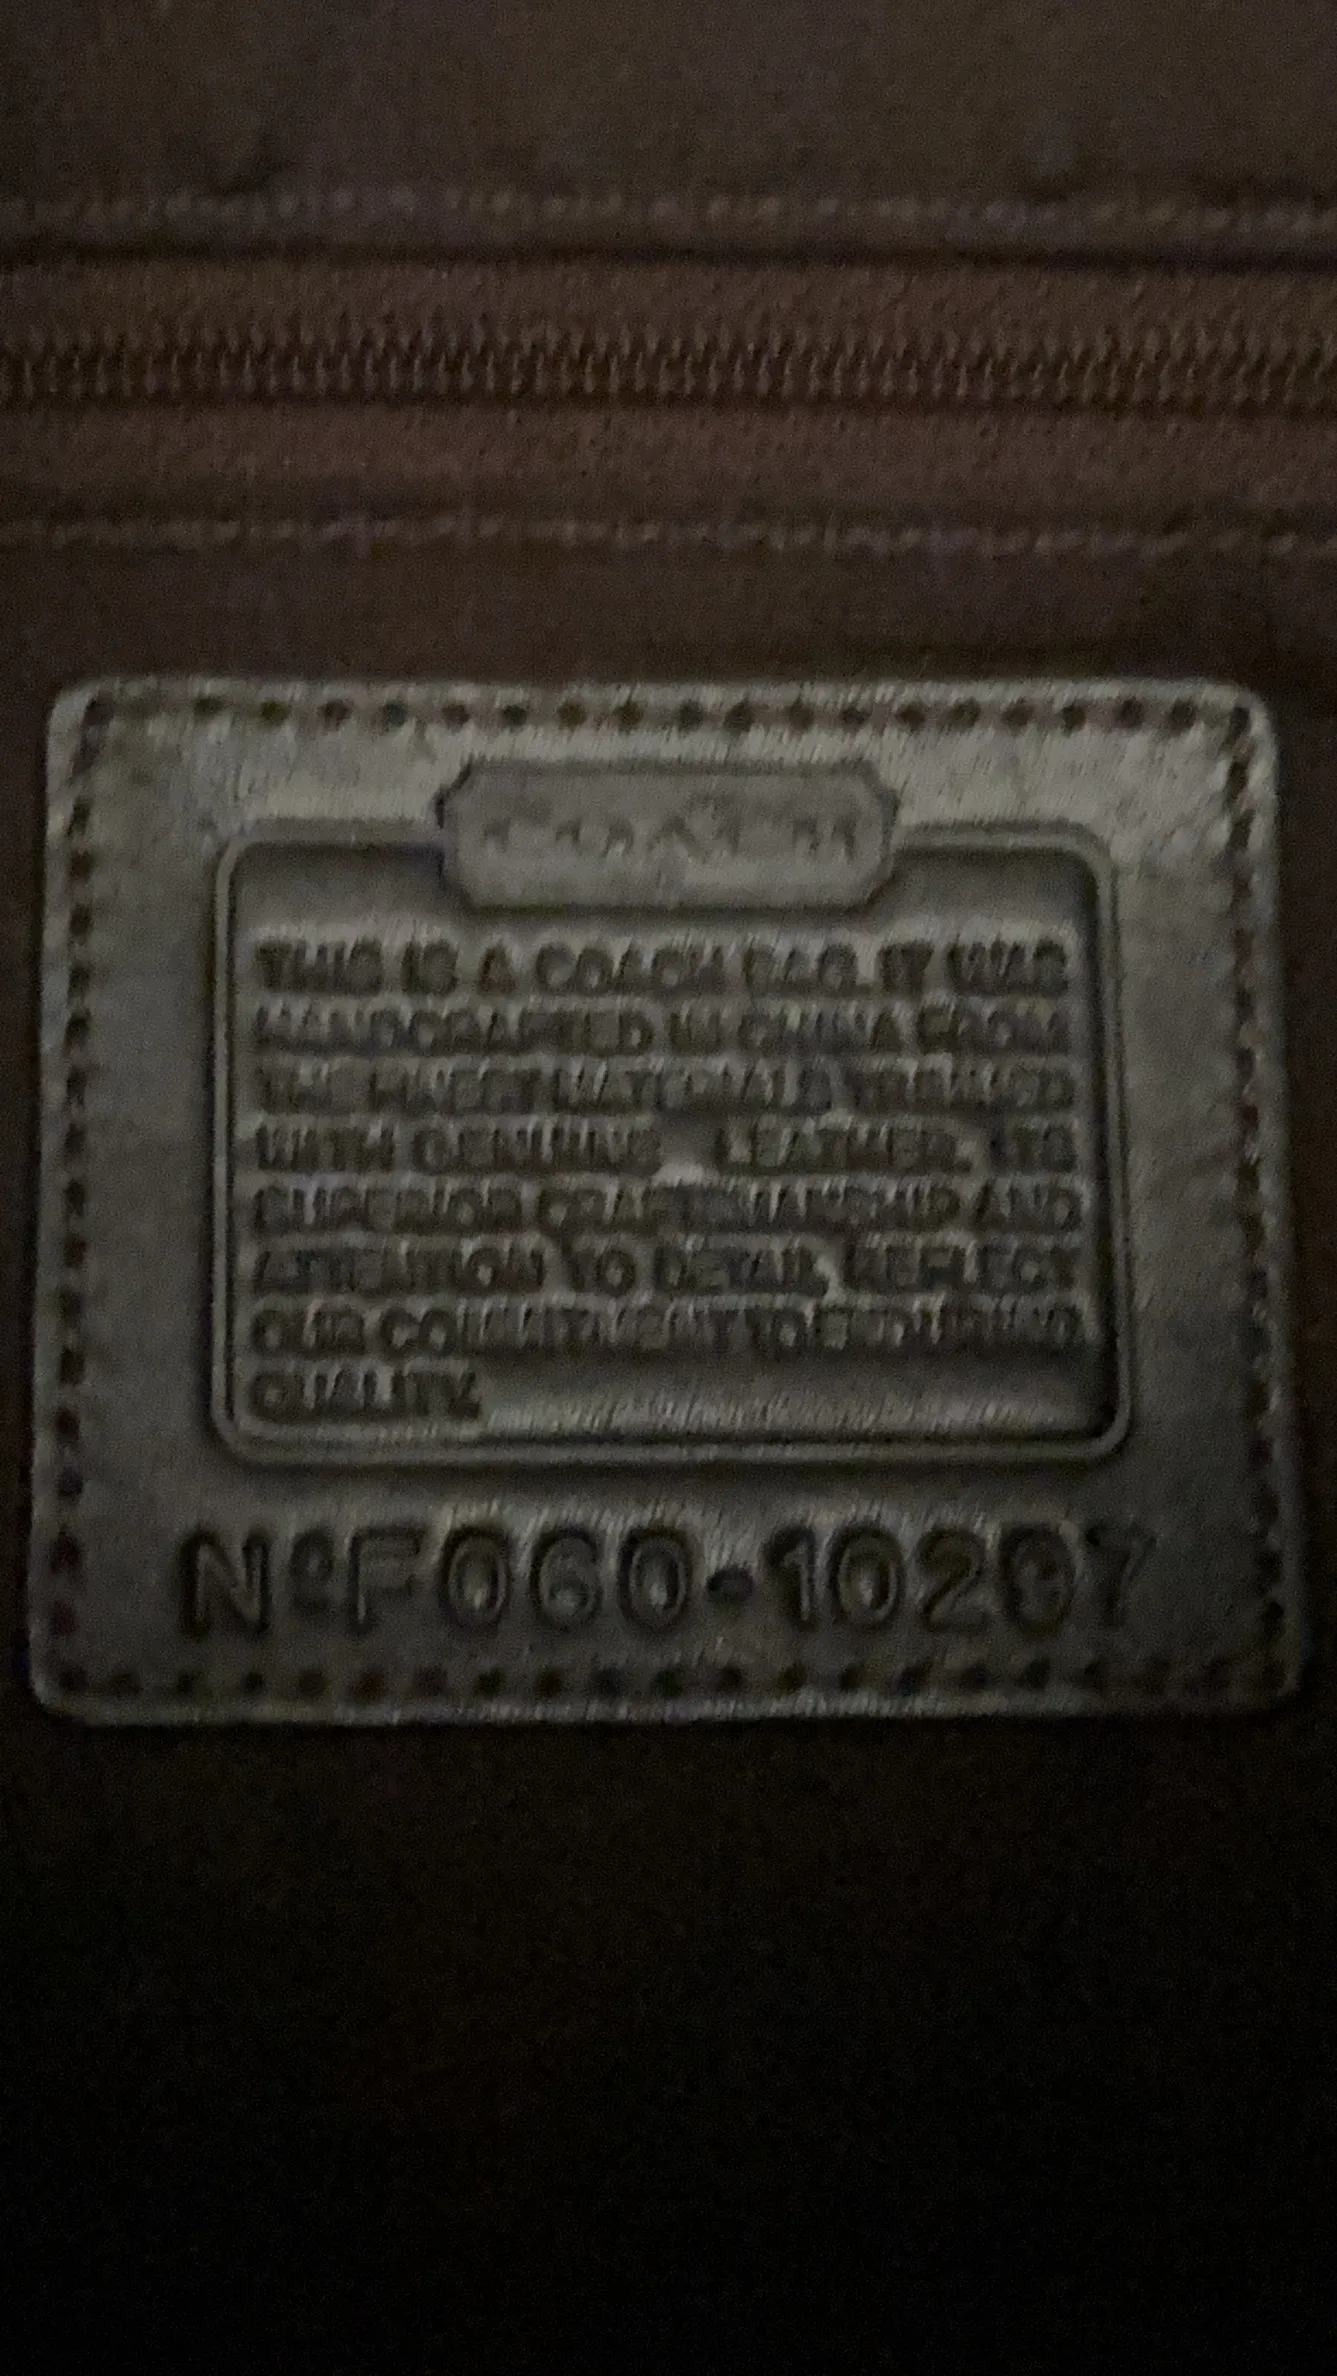 COACH
THIS IS A COACH BAG. IT WAS
HANDCRAFTED IN CHINA FROM
THE FINEST MATERIALS TRIMMED
WITH GENUINE LEATHER. ITS
SUPERIOR CRAFTSMANSHIP AND
ATTENTION TO DETAIL REFLECT
OUR COMMITMENT TO ENDURING
QUALITY.